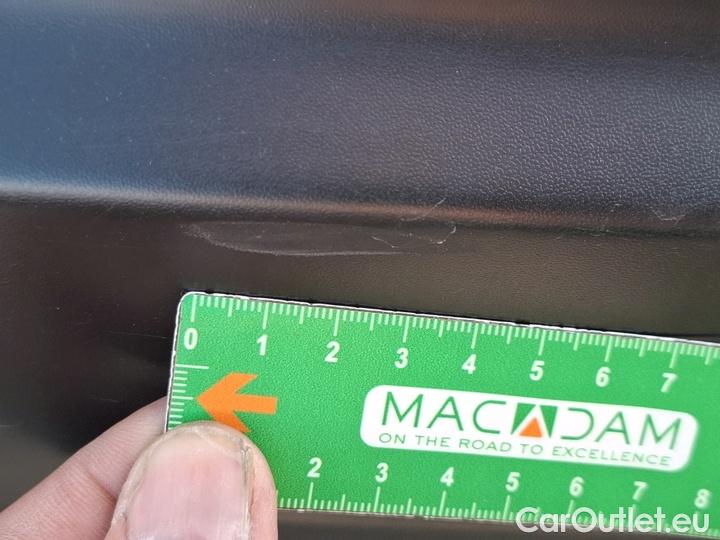 0 1 2 3 4 5 6 7
MACADAM
ON THE ROAD TO EXCELLENCE
2 3 4 5 6 7 8
CarOutlet.eu